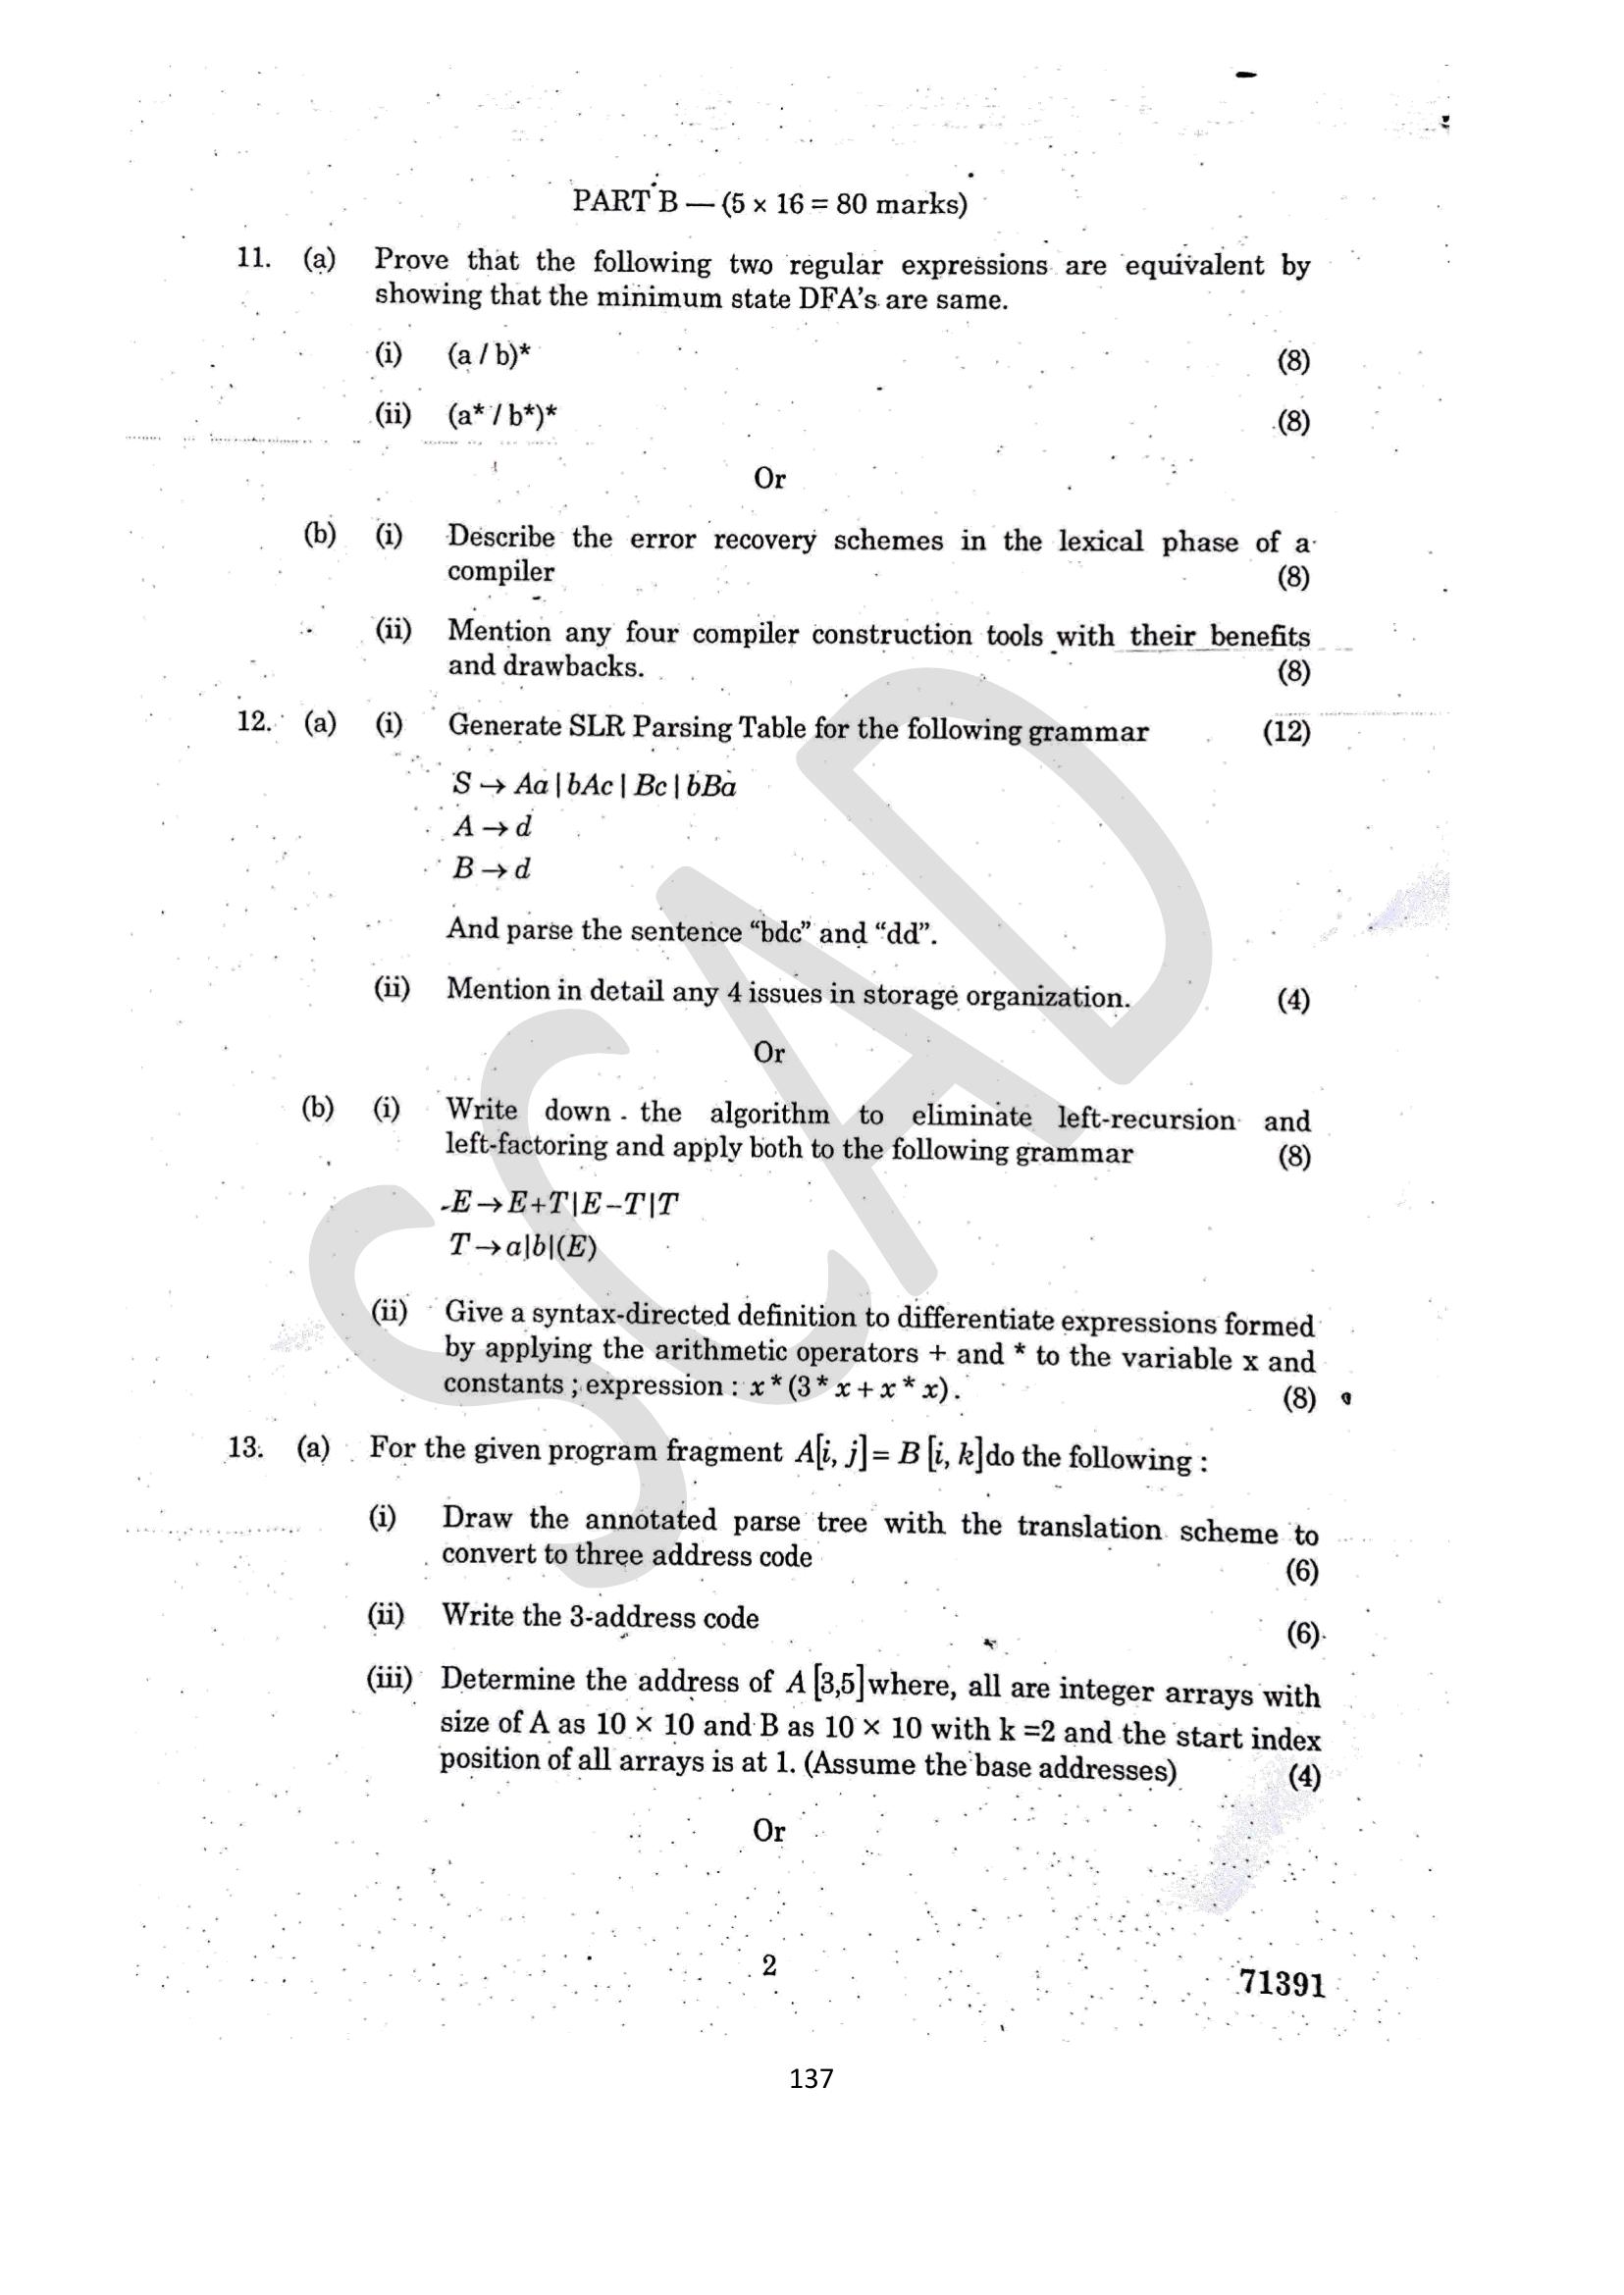 PART B — (5 × 16 = 80 marks)
11. (a) Prove that the following two regular expressions are equivalent by
showing that the minimum state DFA's are same.
(i) (a / b)* (8)
(ii) (a* / b*)* (8)
Or
(b) (i) Describe the error recovery schemes in the lexical phase of a
compiler (8)
(ii) Mention any four compiler construction tools with their benefits
and drawbacks. (8)
12. (a) (i) Generate SLR Parsing Table for the following grammar (12)
S → Aa | bAc | Bc | bBa
A → d
B → d
And parse the sentence "bdc" and "dd".
(ii) Mention in detail any 4 issues in storage organization. (4)
Or
(b) (i) Write down the algorithm to eliminate left-recursion and
left-factoring and apply both to the following grammar (8)
E → E+T|E−T|T
T → a|b|(E)
(ii) Give a syntax-directed definition to differentiate expressions formed
by applying the arithmetic operators + and * to the variable x and
constants ; expression : x * (3 * x + x * x). (8)
13. (a) For the given program fragment A[i, j] = B [i, k] do the following :
(i) Draw the annotated parse tree with the translation scheme to
convert to three address code (6)
(ii) Write the 3-address code (6)
(iii) Determine the address of A [3,5] where, all are integer arrays with
size of A as 10 × 10 and B as 10 × 10 with k =2 and the start index
position of all arrays is at 1. (Assume the base addresses) (4)
Or
2 71391
137
SCAD